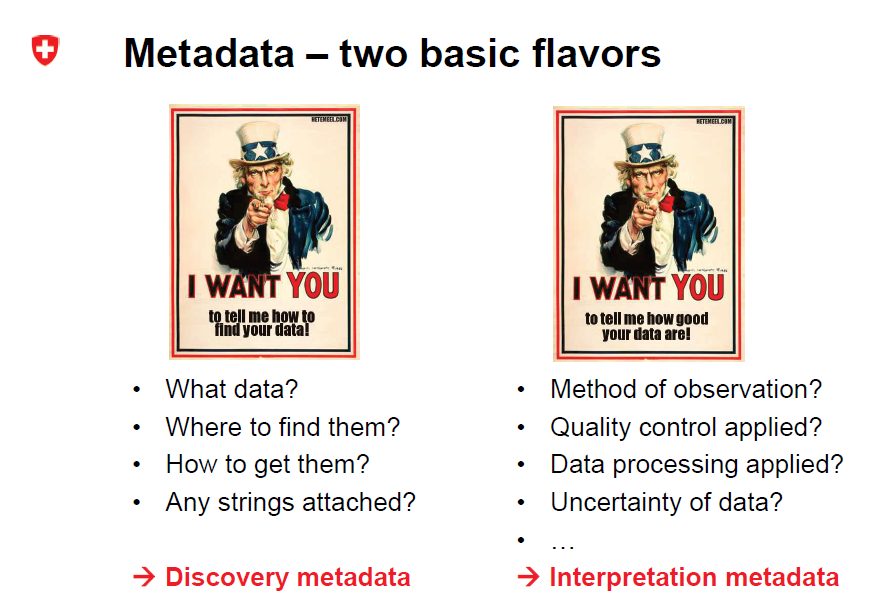 Metadata – two basic flavors
HETEMEEL.COM
I WANT YOU
to tell me how to
find your data!
• What data?
• Where to find them?
• How to get them?
• Any strings attached?
→ Discovery metadata
HETEMEEL.COM
I WANT YOU
to tell me how good
your data are!
• Method of observation?
• Quality control applied?
• Data processing applied?
• Uncertainty of data?
• …
→ Interpretation metadata